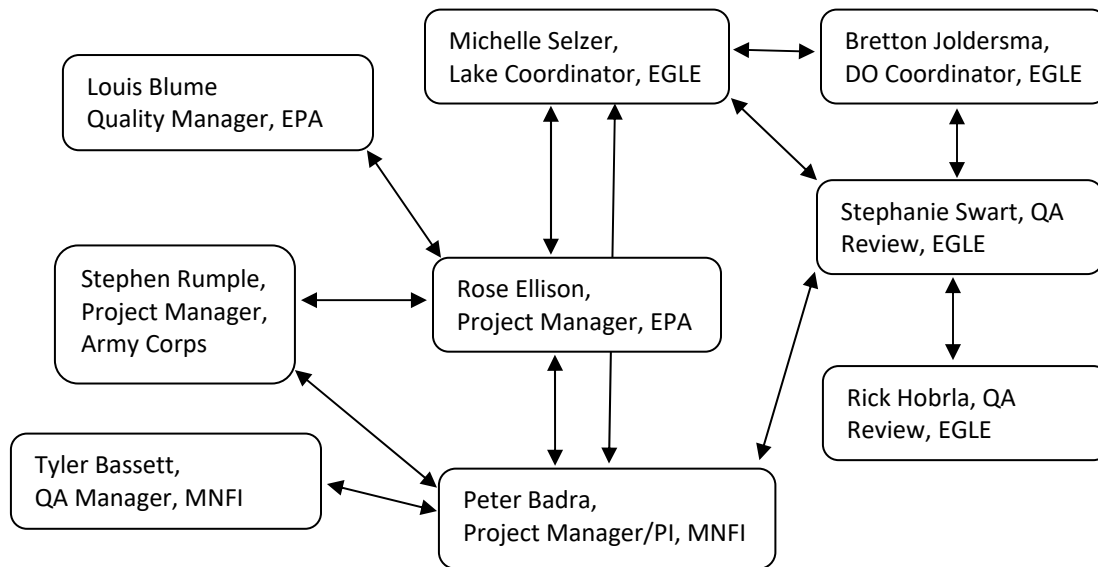 Michelle Selzer,
Lake Coordinator, EGLE
Bretton Joldersma,
DO Coordinator, EGLE
Louis Blume
Quality Manager, EPA
Stephanie Swart, QA
Review, EGLE
Stephen Rumple,
Project Manager,
Army Corps
Rose Ellison,
Project Manager, EPA
Rick Hobrla, QA
Review, EGLE
Tyler Bassett,
QA Manager, MNFI
Peter Badra,
Project Manager/PI, MNFI